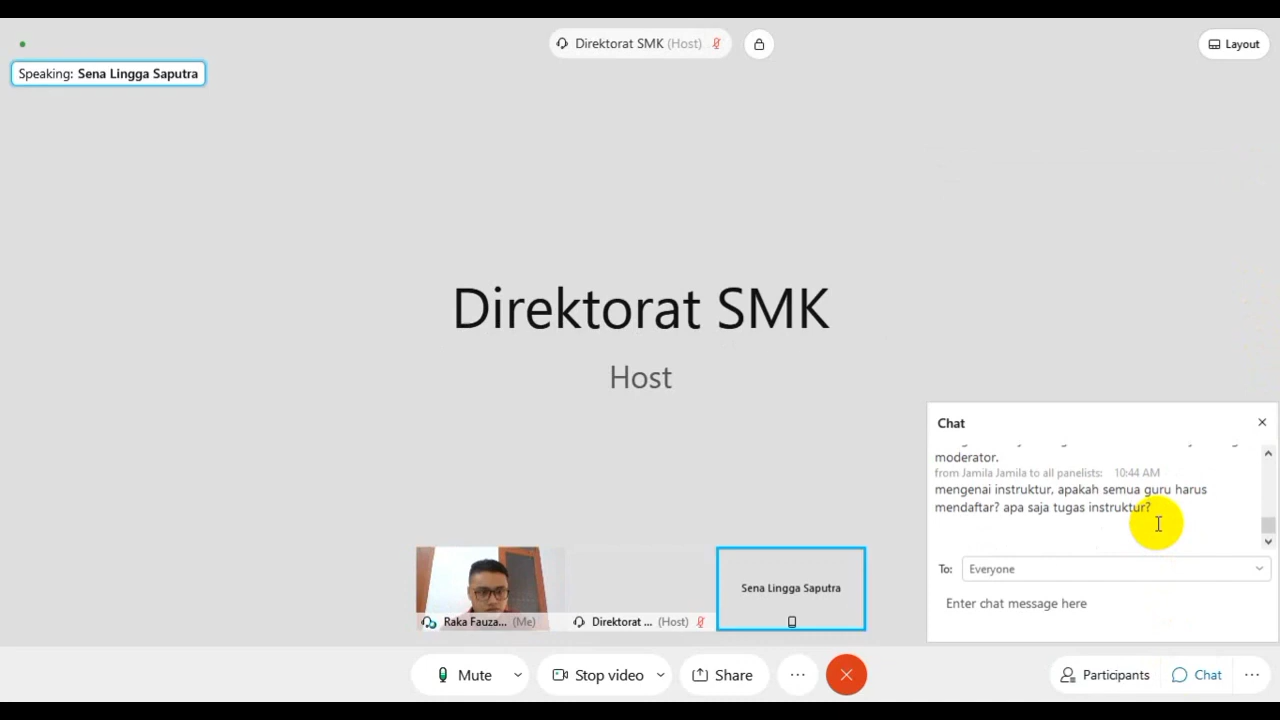 Direktorat SMK (Host)
Layout
Speaking: Sena Lingga Saputra
Direktorat SMK
Host
Chat
moderator.
from Jamila Jamila to all panelists: 10:44 AM
mengenai instruktur, apakah semua guru harus
mendaftar? apa saja tugas instruktur?
To: Everyone
Enter chat message here
Sena Lingga Saputra
Raka Fauza... (Me)
Direktorat ... (Host)
Mute
Stop video
Share
Participants
Chat